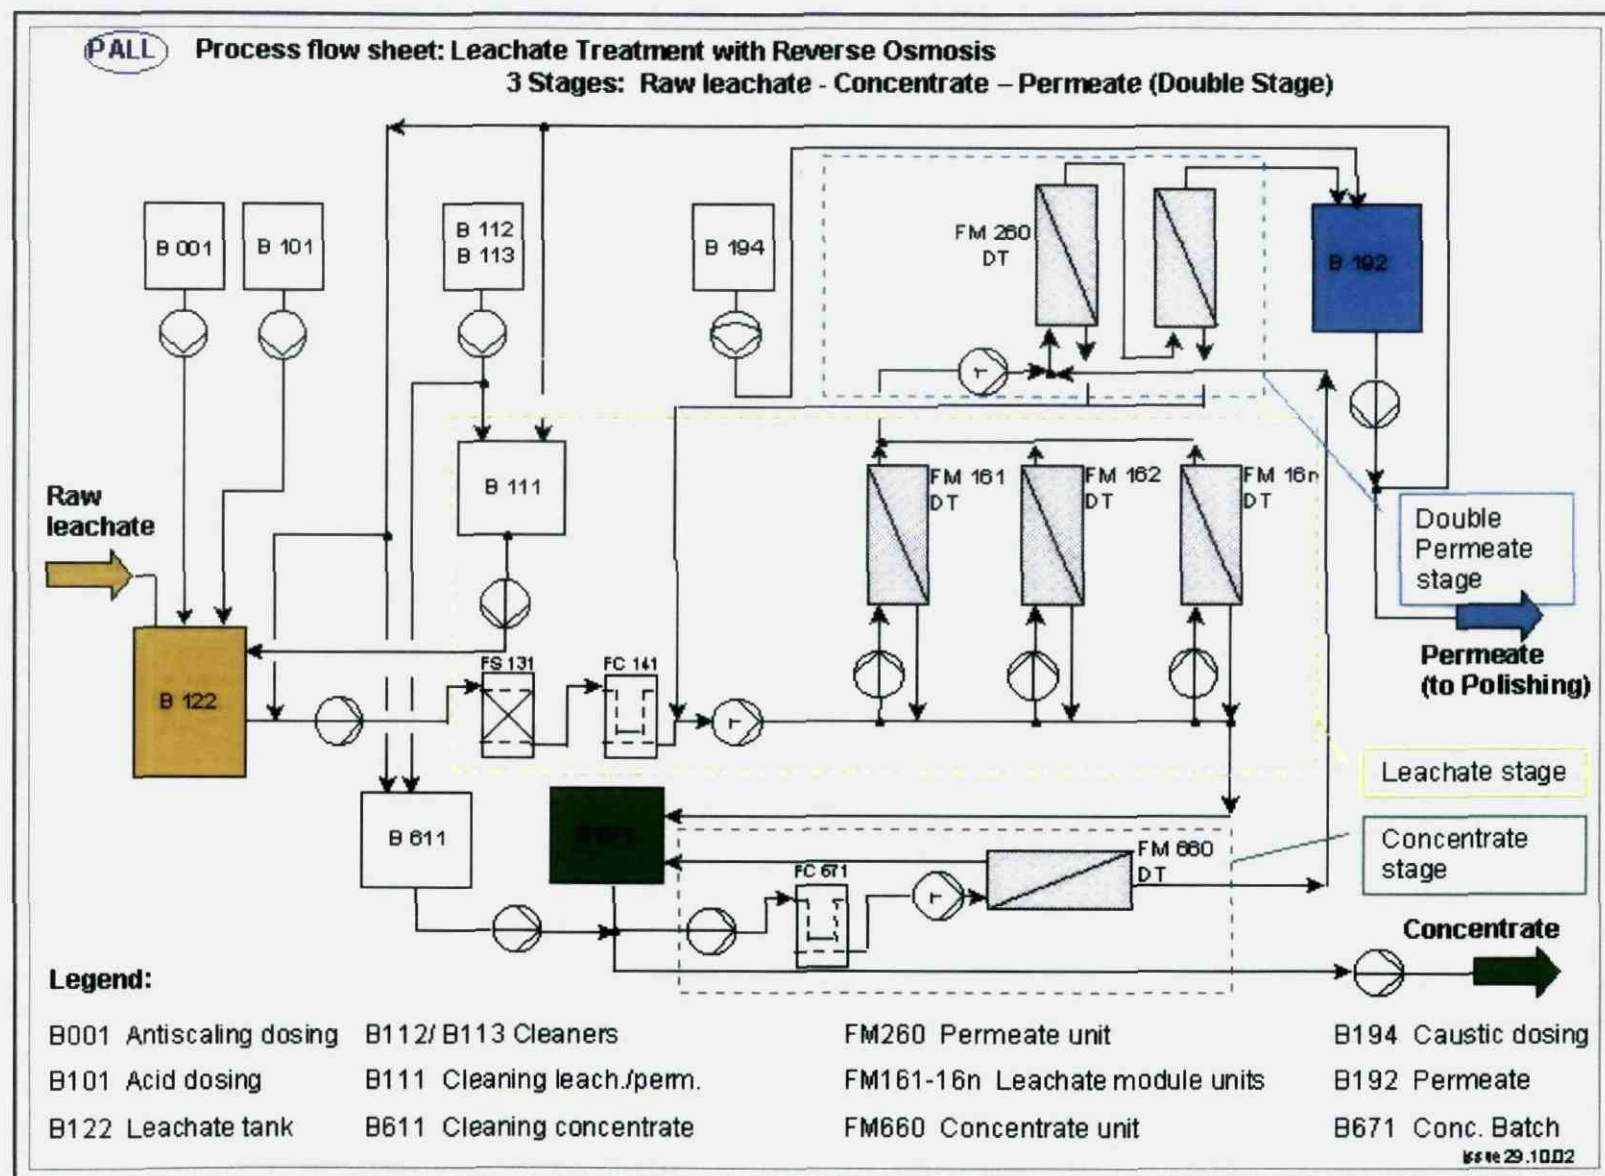 PALL Process flow sheet: Leachate Treatment with Reverse Osmosis
3 Stages: Raw leachate - Concentrate – Permeate (Double Stage)
B 001
B 101
B 112
B 113
B 194
FM 260
DT
B 192
B 111
FM 161
DT
FM 162
DT
FM 16n
DT
Raw
leachate
Double
Permeate
stage
B 122
FS 131
FC 141
Permeate
(to Polishing)
Leachate stage
B 611
FM 660
DT
FC 671
Concentrate
stage
Concentrate
Legend:
B001 Antiscaling dosing B112/ B113 Cleaners FM260 Permeate unit B194 Caustic dosing
B101 Acid dosing B111 Cleaning leach./perm. FM161-16n Leachate module units B192 Permeate
B122 Leachate tank B611 Cleaning concentrate FM660 Concentrate unit B671 Conc. Batch
Issue 29.10.02